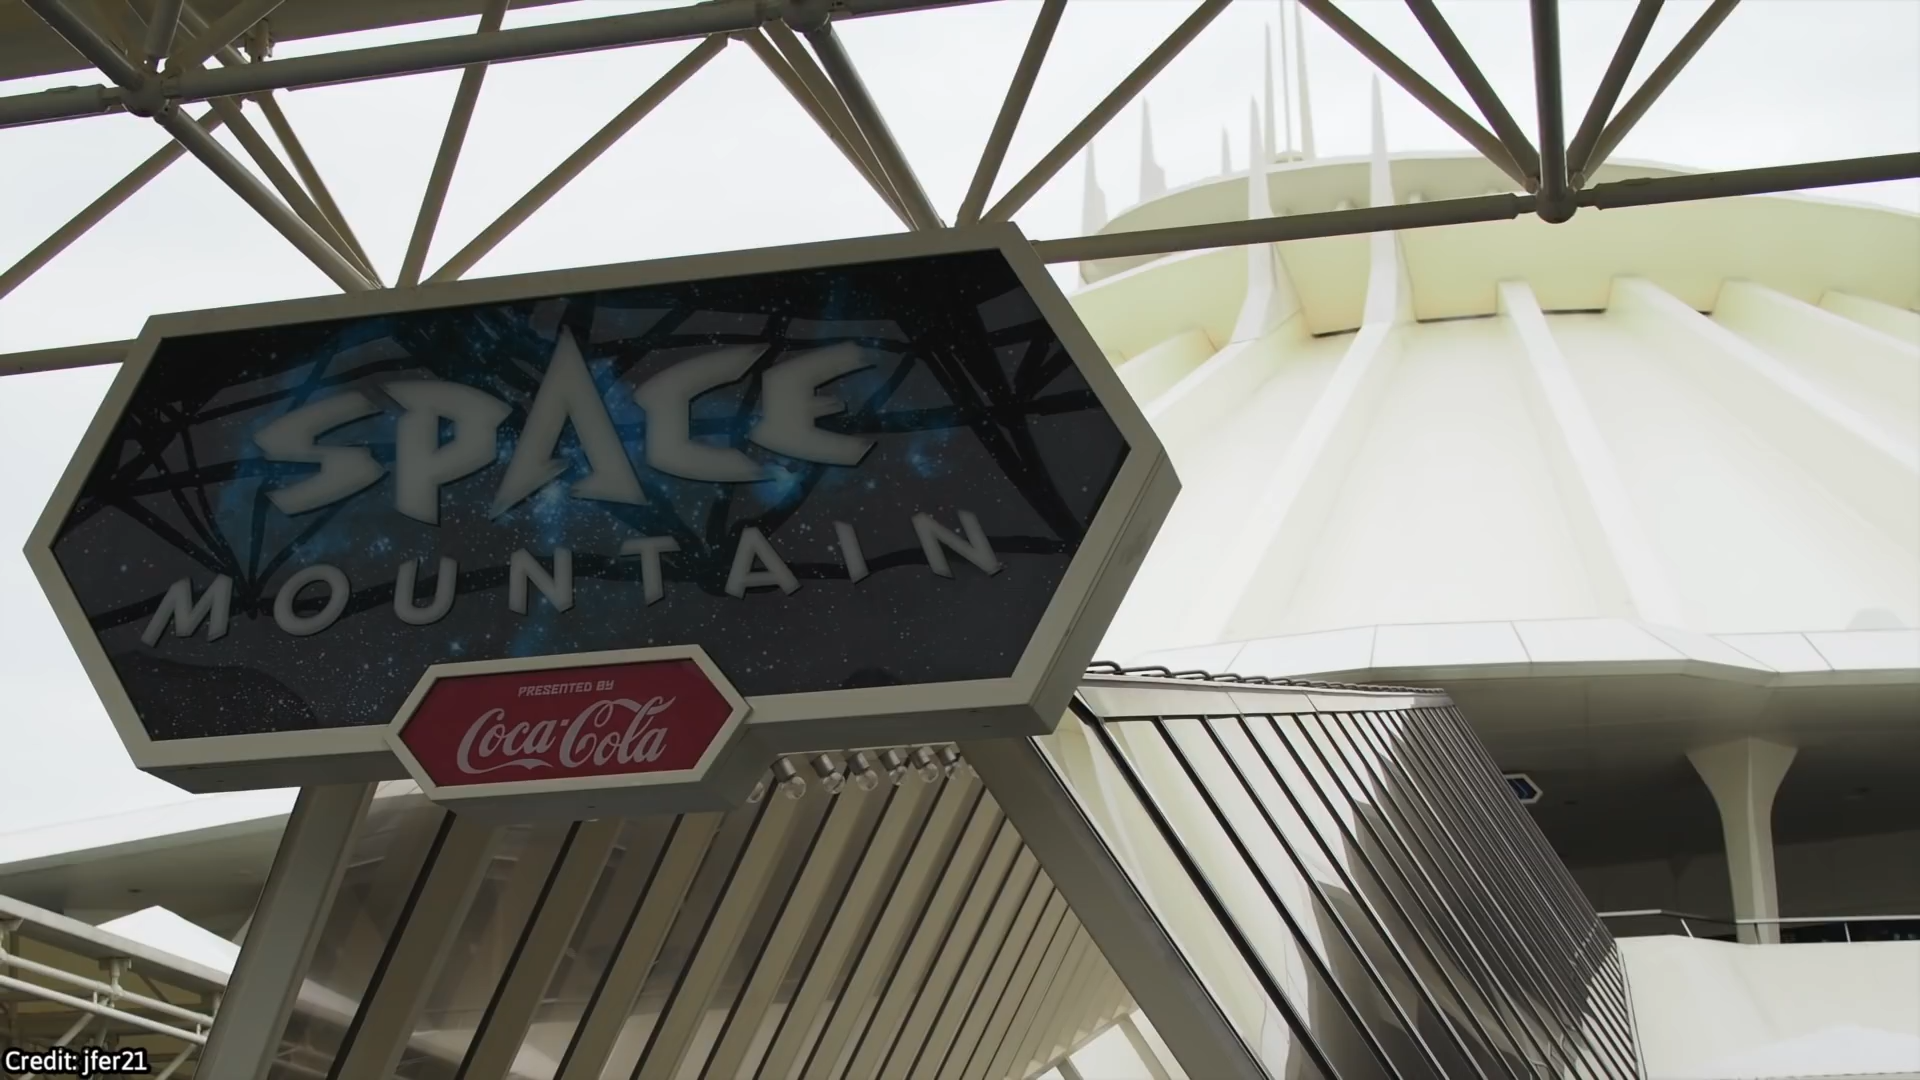 SPACE
MOUNTAIN
PRESENTED BY
Coca-Cola
Credit: jfer21